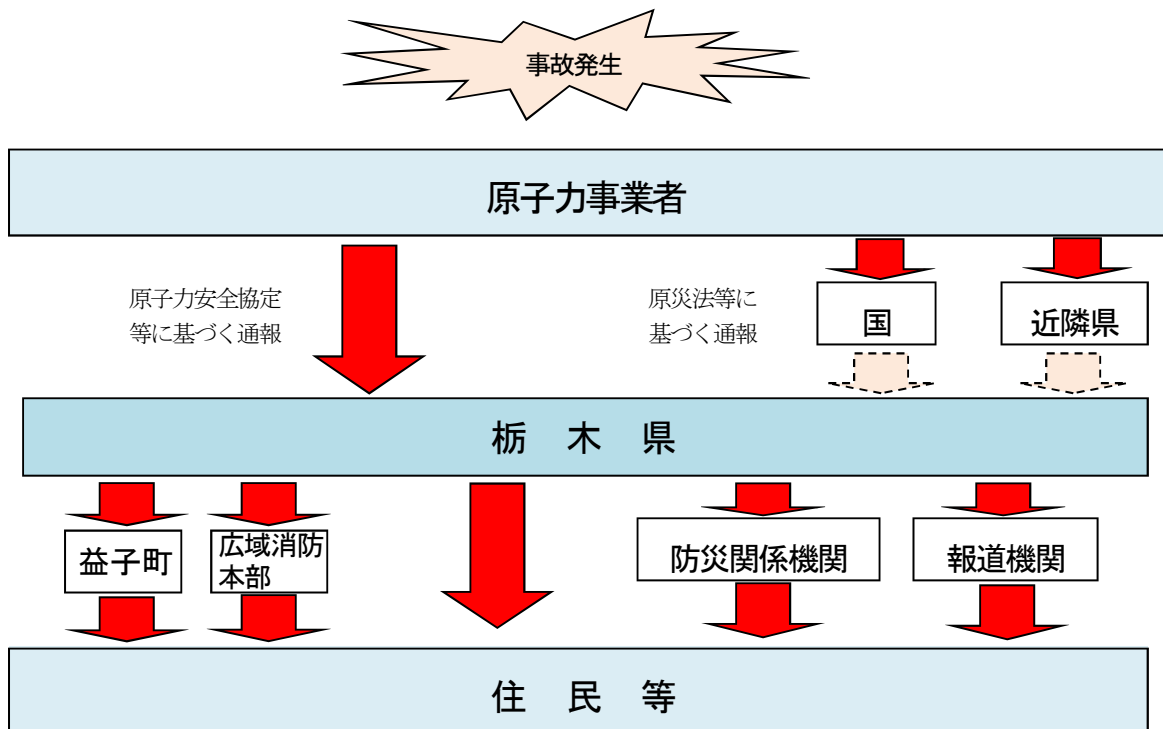 事故発生
原子力事業者
原子力安全協定
等に基づく通報
原災法等に
基づく通報
国
近隣県
栃木県
益子町
広域消防
本部
防災関係機関
報道機関
住民等